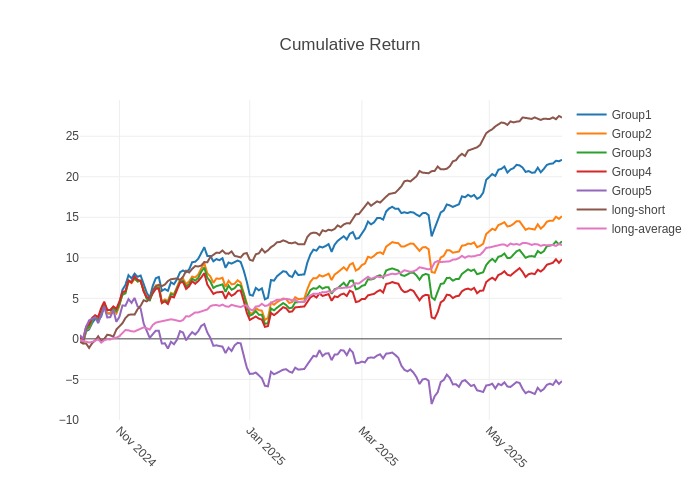 Cumulative Return
25
20
15
10
5
0
−5
−10
Nov 2024
Jan 2025
Mar 2025
May 2025
Group1
Group2
Group3
Group4
Group5
long-short
long-average